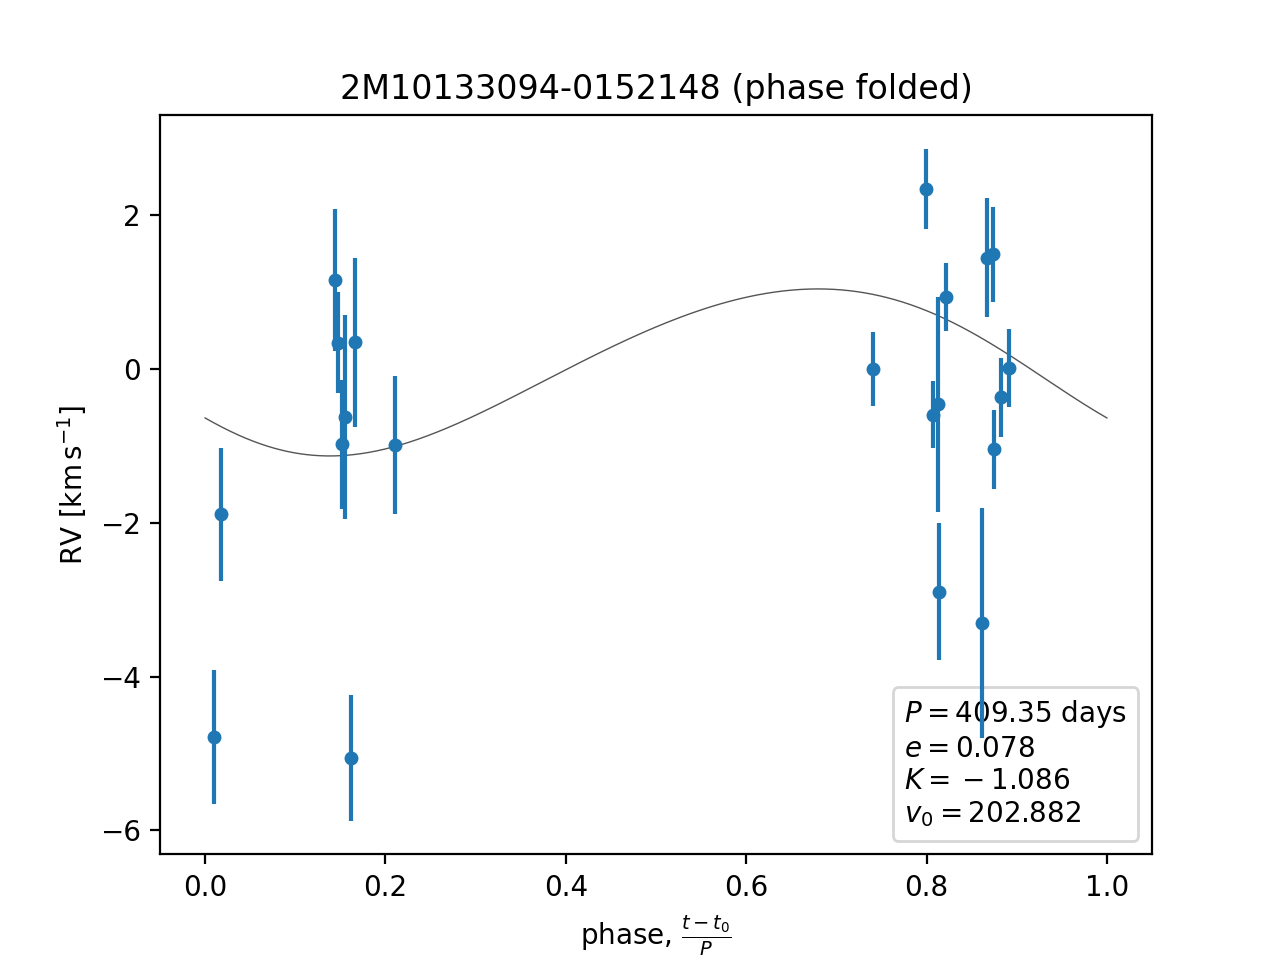 2M10133094-0152148 (phase folded)
RV [km s⁻¹]
2
0
−2
−4
−6
0.0 0.2 0.4 0.6 0.8 1.0
phase, (t − t₀)/P
P = 409.35 days
e = 0.078
K = −1.086
v₀ = 202.882